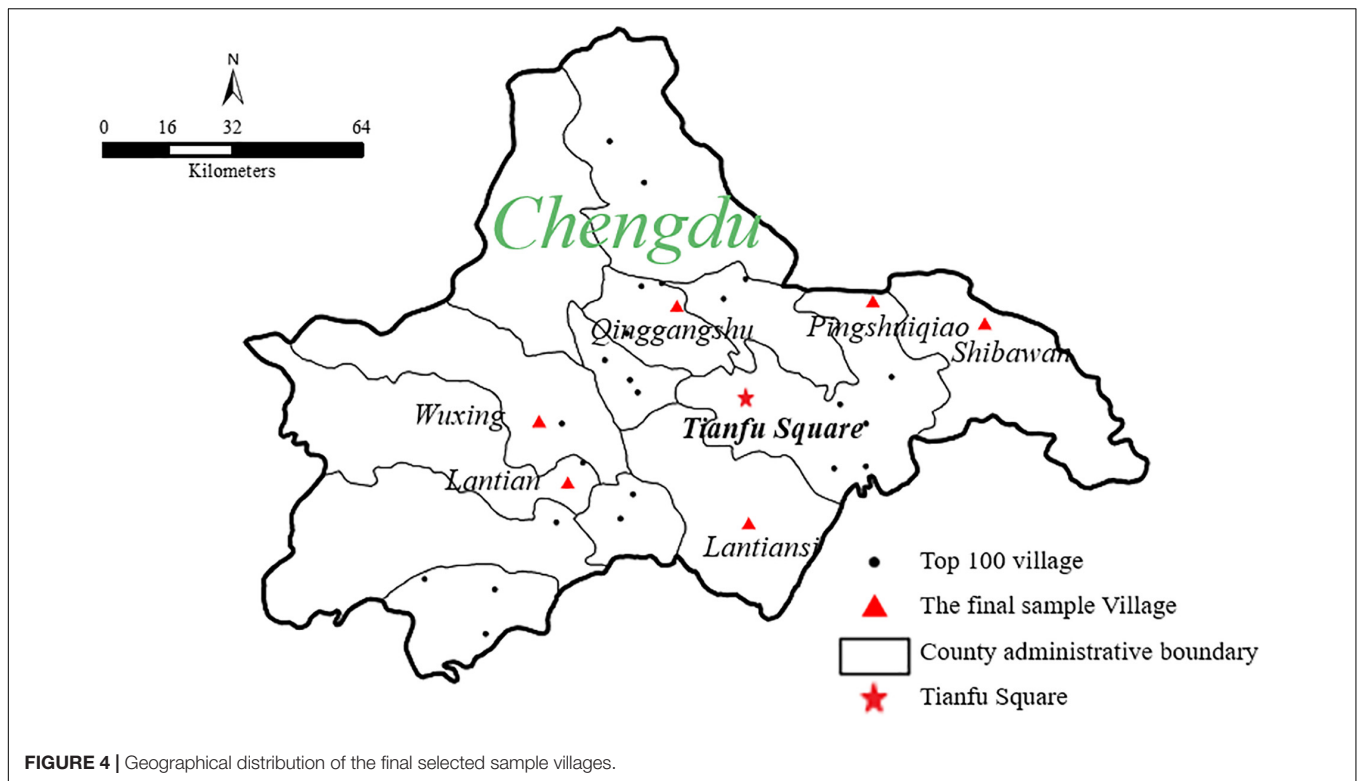 N
0 16 32 64
Kilometers
Chengdu
Qinggangshu
Pingshuiqiao
Shibawan
Wuxing
Tianfu Square
Lantian
Lantiansi
Top 100 village
The final sample Village
County administrative boundary
Tianfu Square
FIGURE 4 | Geographical distribution of the final selected sample villages.